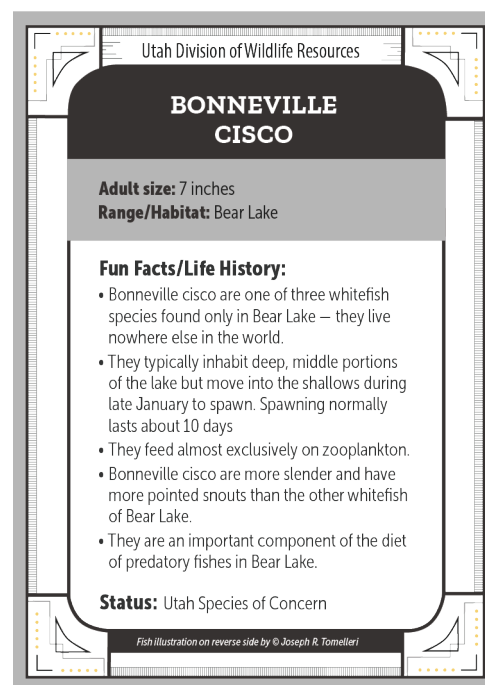 Utah Division of Wildlife Resources
BONNEVILLE
CISCO
Adult size: 7 inches
Range/Habitat: Bear Lake
Fun Facts/Life History:
• Bonneville cisco are one of three whitefish
species found only in Bear Lake — they live
nowhere else in the world.
• They typically inhabit deep, middle portions
of the lake but move into the shallows during
late January to spawn. Spawning normally
lasts about 10 days
• They feed almost exclusively on zooplankton.
• Bonneville cisco are more slender and have
more pointed snouts than the other whitefish
of Bear Lake.
• They are an important component of the diet
of predatory fishes in Bear Lake.
Status: Utah Species of Concern
Fish illustration on reverse side by © Joseph R. Tomelleri